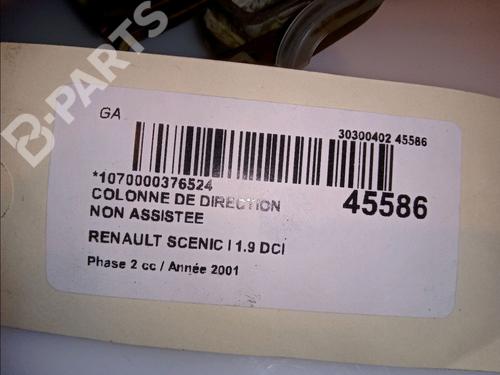 B-PARTS
GA
30300402 45586
*1070000376524
COLONNE DE DIRECTION
NON ASSISTEE
45586
RENAULT SCENIC I 1.9 DCI
Phase 2 cc / Année 2001